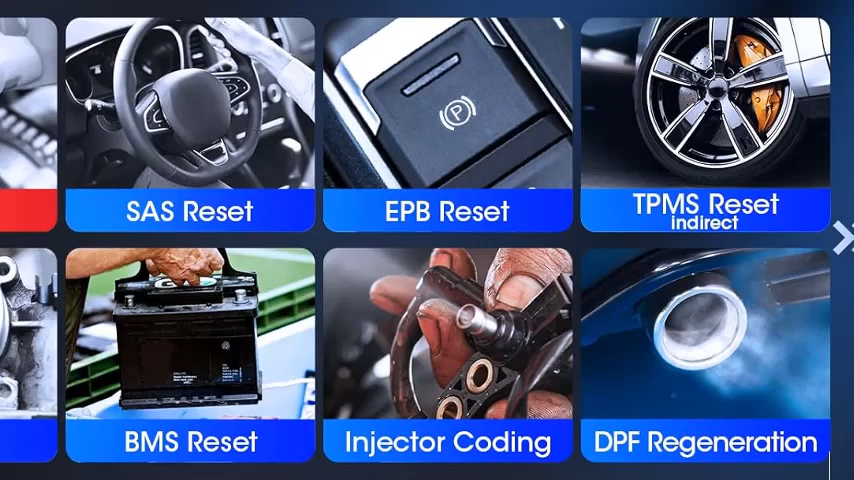 SAS Reset
EPB Reset
TPMS Reset
indirect
BMS Reset
Injector Coding
DPF Regeneration